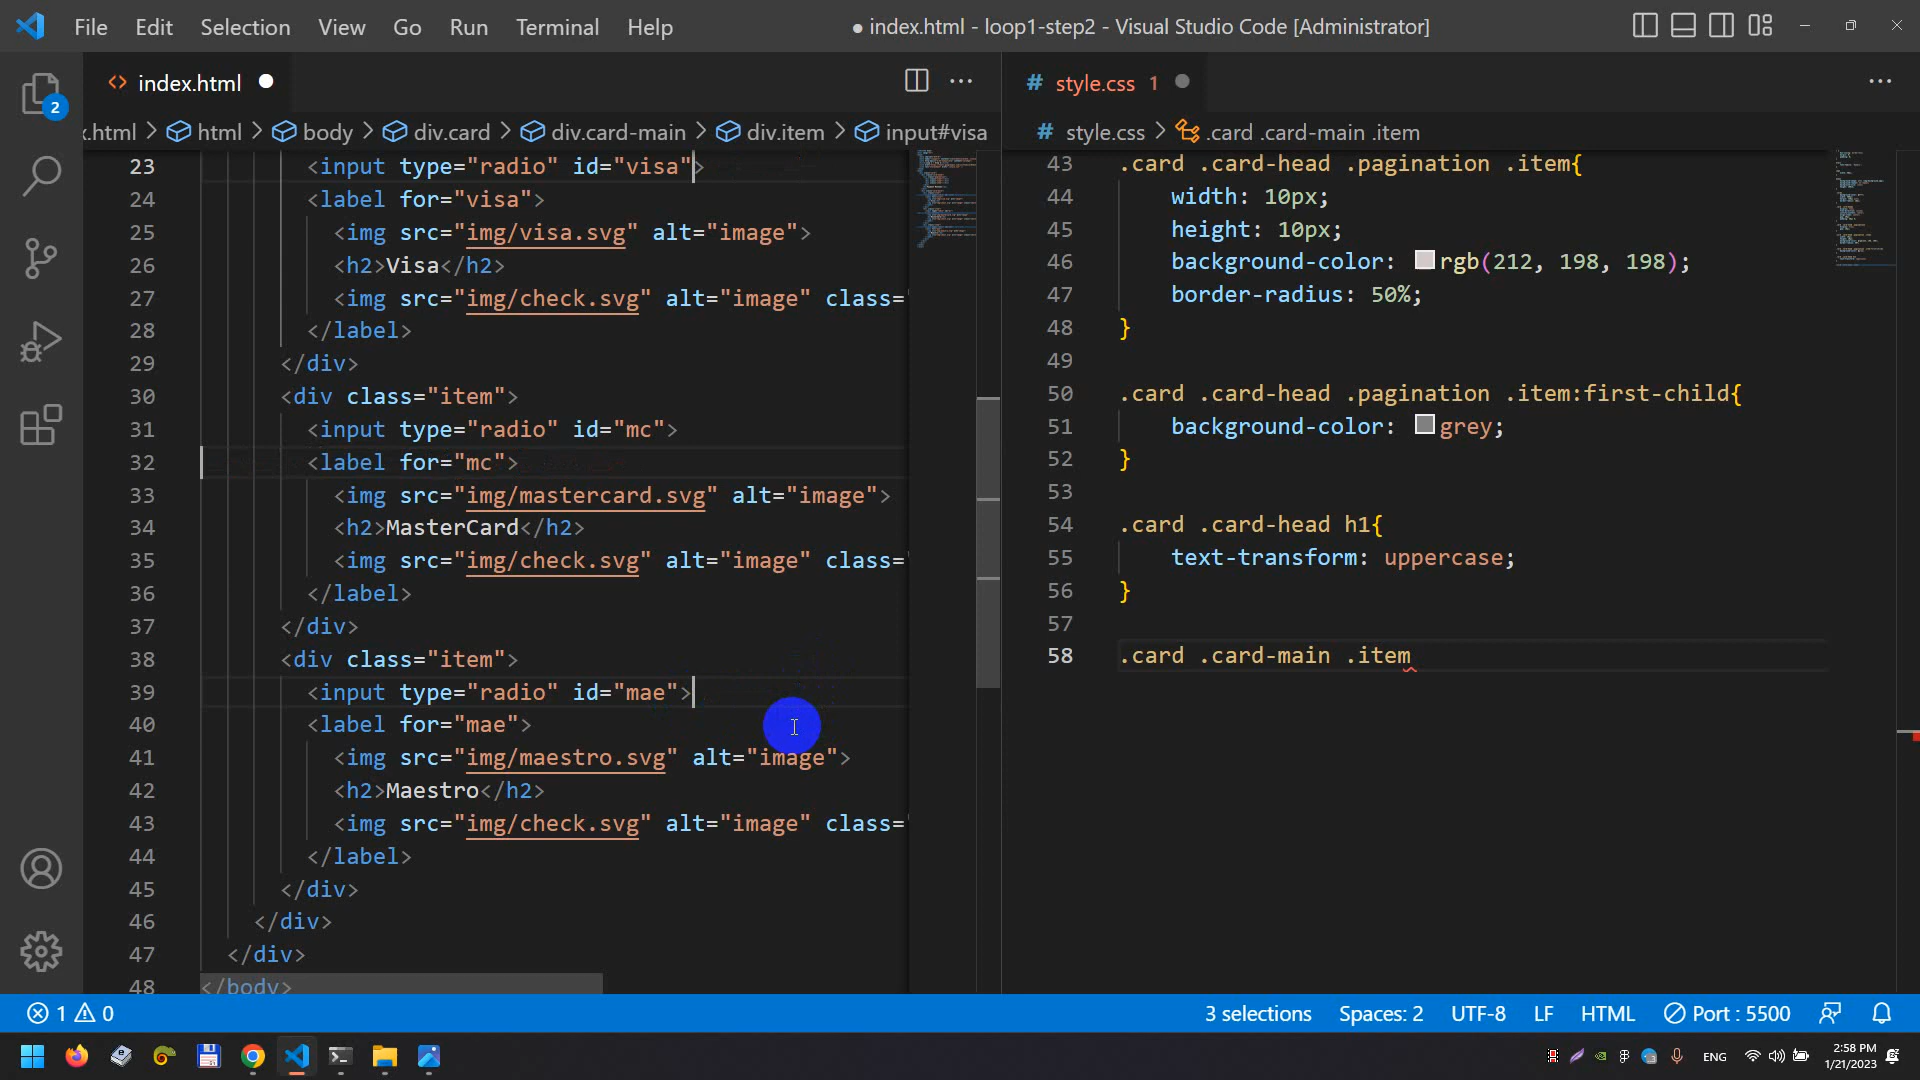 File Edit Selection View Go Run Terminal Help
● index.html - loop1-step2 - Visual Studio Code [Administrator]
index.html
.html > html > body > div.card > div.card-main > div.item > input#visa
23 <input type="radio" id="visa">
24 <label for="visa">
25 <img src="img/visa.svg" alt="image">
26 <h2>Visa</h2>
27 <img src="img/check.svg" alt="image" class=
28 </label>
29 </div>
30 <div class="item">
31 <input type="radio" id="mc">
32 <label for="mc">
33 <img src="img/mastercard.svg" alt="image">
34 <h2>MasterCard</h2>
35 <img src="img/check.svg" alt="image" class=
36 </label>
37 </div>
38 <div class="item">
39 <input type="radio" id="mae">
40 <label for="mae">
41 <img src="img/maestro.svg" alt="image">
42 <h2>Maestro</h2>
43 <img src="img/check.svg" alt="image" class=
44 </label>
45 </div>
46 </div>
47 </div>
48 </body>
# style.css 1
# style.css > .card .card-main .item
43 .card .card-head .pagination .item{
44 width: 10px;
45 height: 10px;
46 background-color: rgb(212, 198, 198);
47 border-radius: 50%;
48 }
49
50 .card .card-head .pagination .item:first-child{
51 background-color: grey;
52 }
53
54 .card .card-head h1{
55 text-transform: uppercase;
56 }
57
58 .card .card-main .item
2
1 0
3 selections Spaces: 2 UTF-8 LF HTML Port : 5500
ENG
2:58 PM
1/21/2023